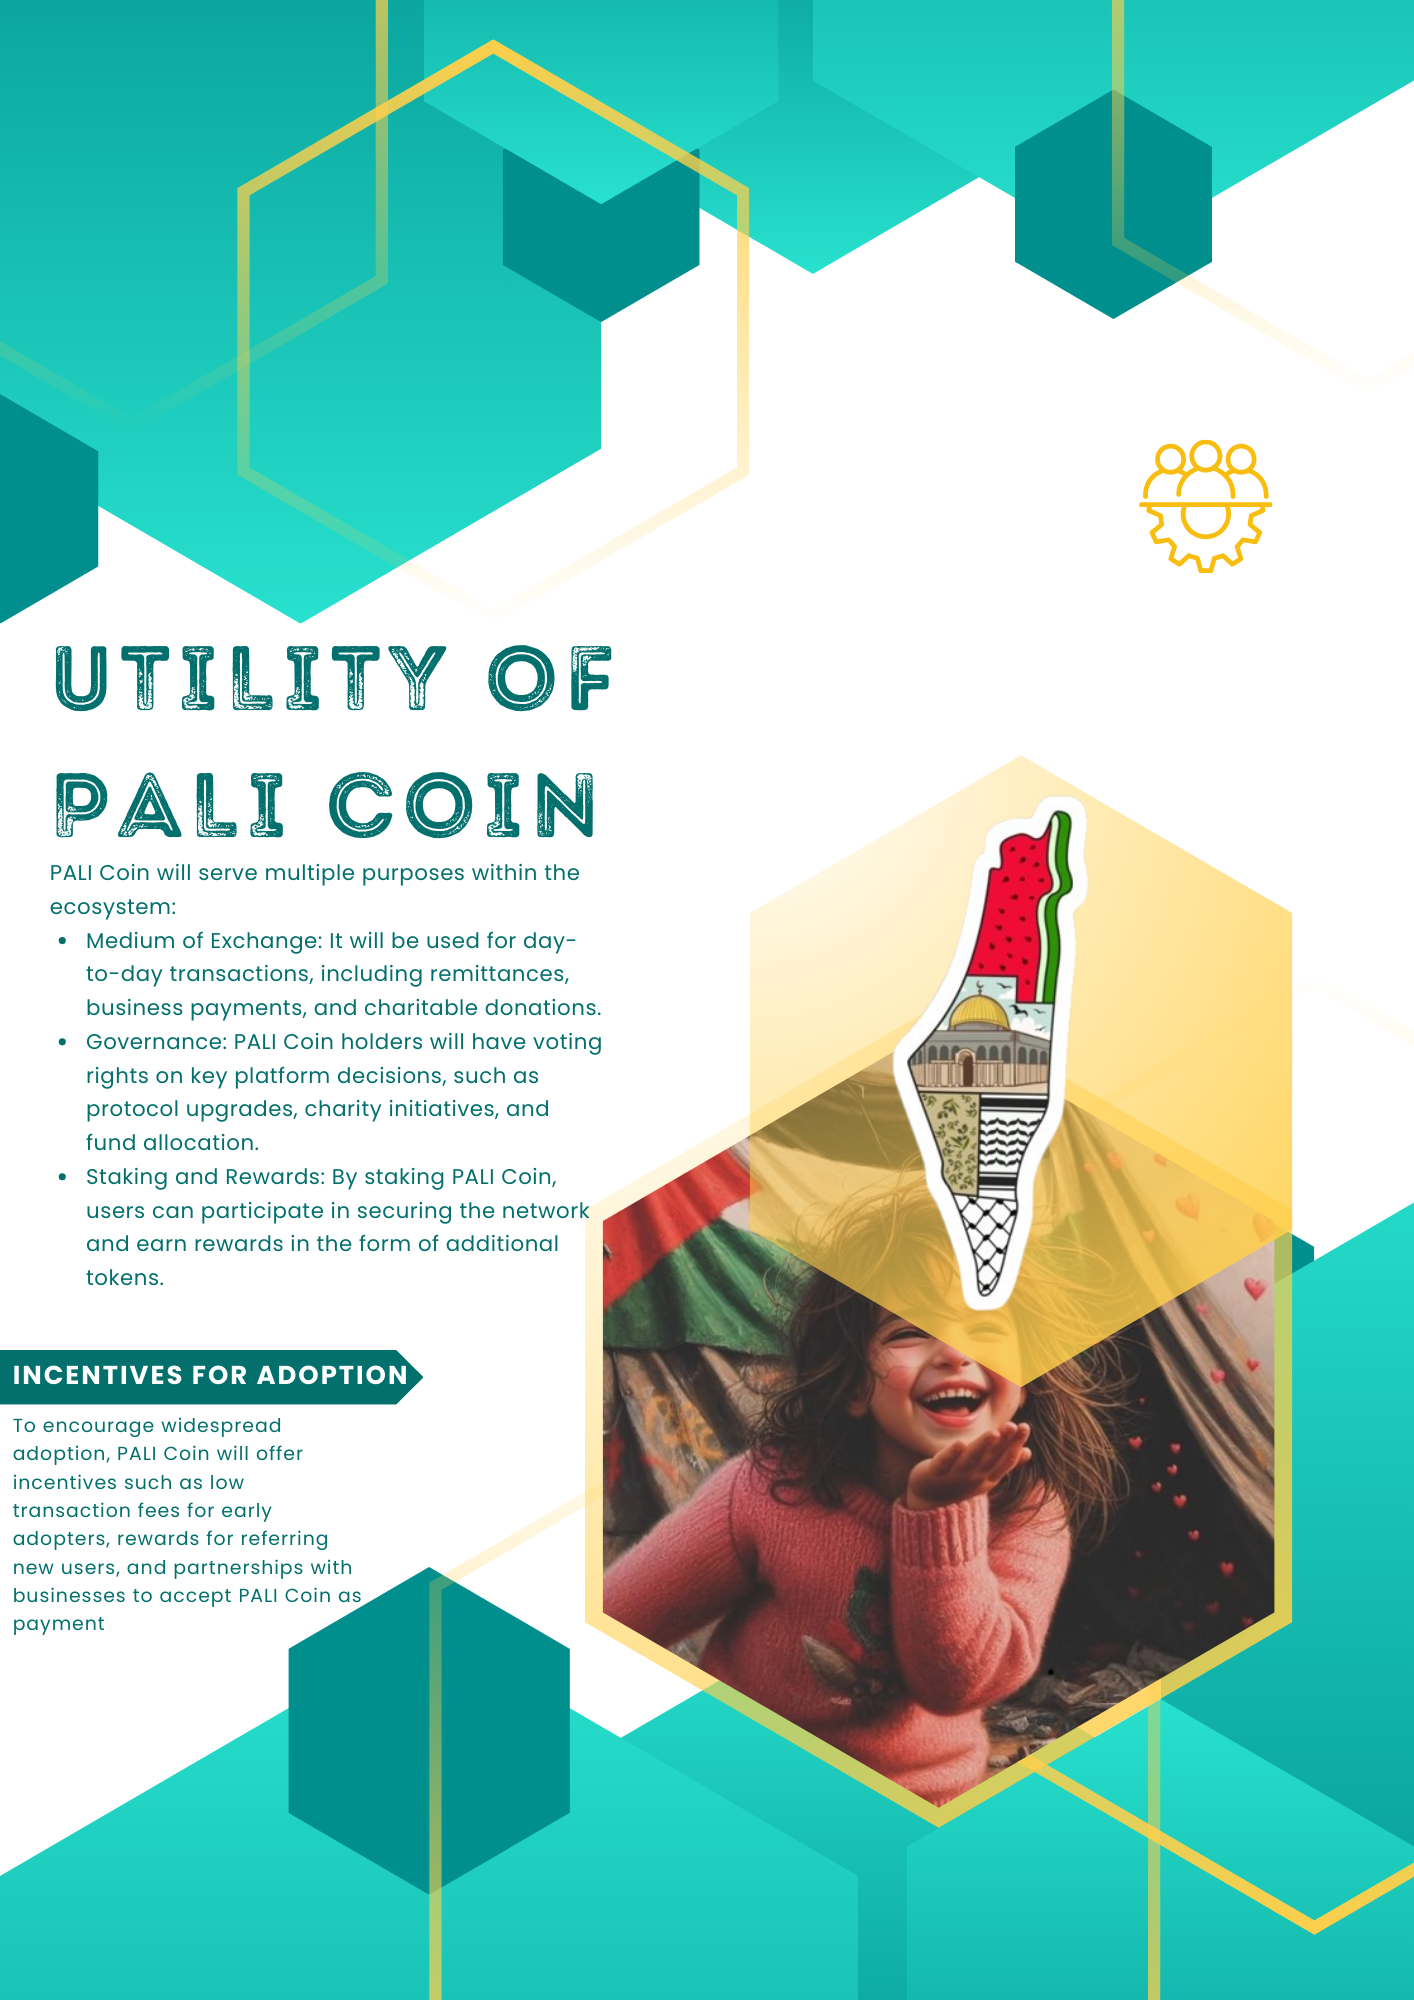 UTILITY OF
PALI COIN
PALI Coin will serve multiple purposes within the
ecosystem:
• Medium of Exchange: It will be used for day-
to-day transactions, including remittances,
business payments, and charitable donations.
• Governance: PALI Coin holders will have voting
rights on key platform decisions, such as
protocol upgrades, charity initiatives, and
fund allocation.
• Staking and Rewards: By staking PALI Coin,
users can participate in securing the network
and earn rewards in the form of additional
tokens.
INCENTIVES FOR ADOPTION
To encourage widespread
adoption, PALI Coin will offer
incentives such as low
transaction fees for early
adopters, rewards for referring
new users, and partnerships with
businesses to accept PALI Coin as
payment